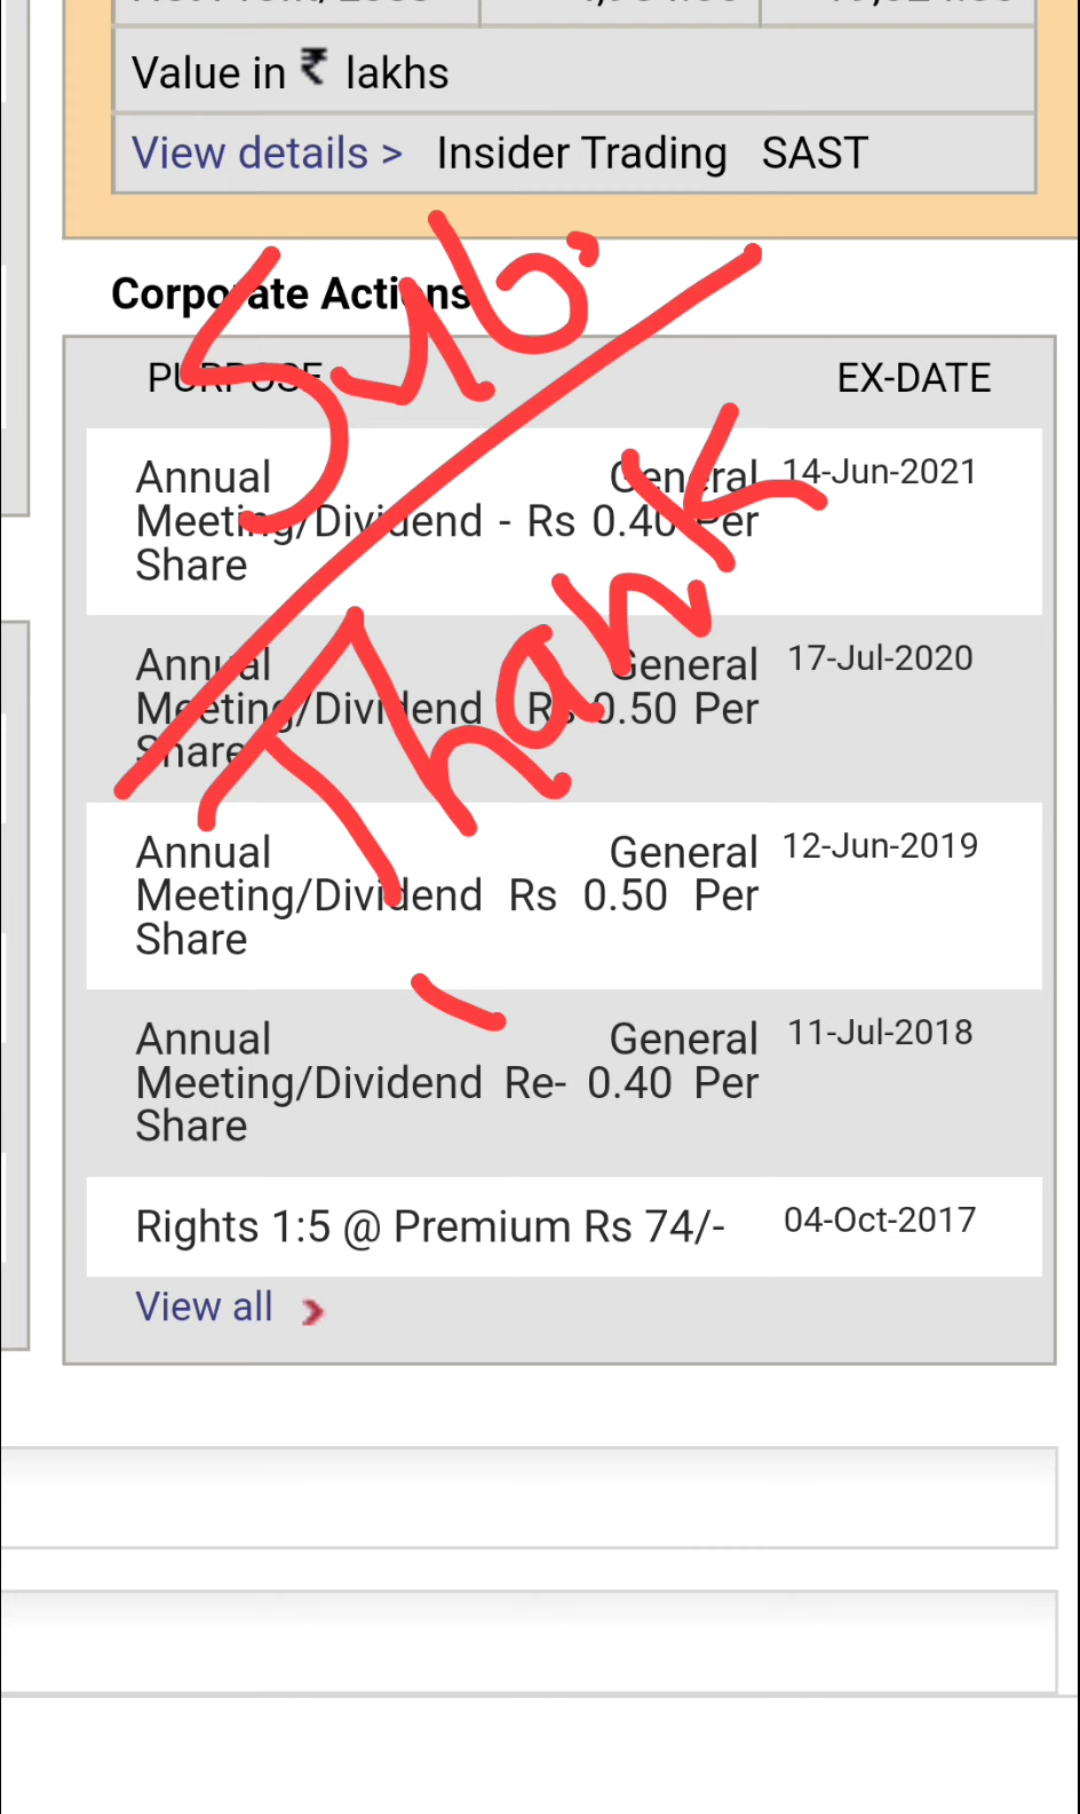 Value in ₹ lakhs
View details > Insider Trading SAST
Corporate Actions
PURPOSE EX-DATE
Annual General 14-Jun-2021
Meeting/Dividend - Rs 0.40 Per
Share
Annual General 17-Jul-2020
Meeting/Dividend Rs 0.50 Per
Share
Annual General 12-Jun-2019
Meeting/Dividend Rs 0.50 Per
Share
Annual General 11-Jul-2018
Meeting/Dividend Re- 0.40 Per
Share
Rights 1:5 @ Premium Rs 74/- 04-Oct-2017
View all
Thank